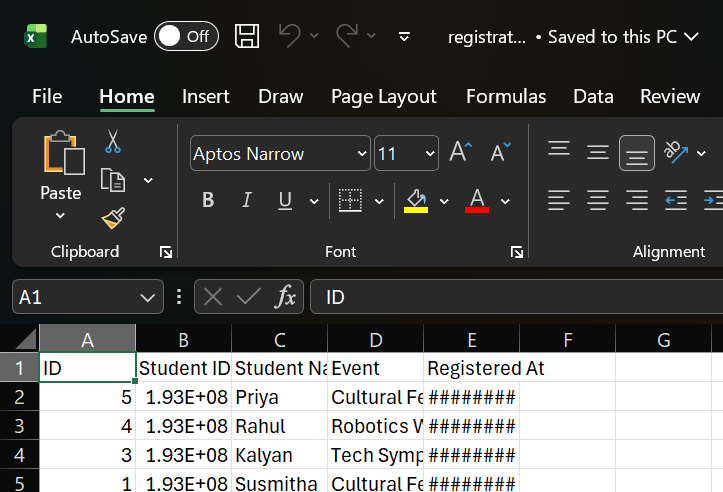 AutoSave Off registrat... • Saved to this PC
File Home Insert Draw Page Layout Formulas Data Review
Paste
Aptos Narrow 11 A A
B I U A
Clipboard Font Alignment
A1 fx ID
A B C D E F G
1 ID Student ID Student Na Event Registered At
2 5 1.93E+08 Priya Cultural Fe ########
3 4 1.93E+08 Rahul Robotics W ########
4 3 1.93E+08 Kalyan Tech Symp ########
5 1 1.93E+08 Susmitha Cultural Fe ########